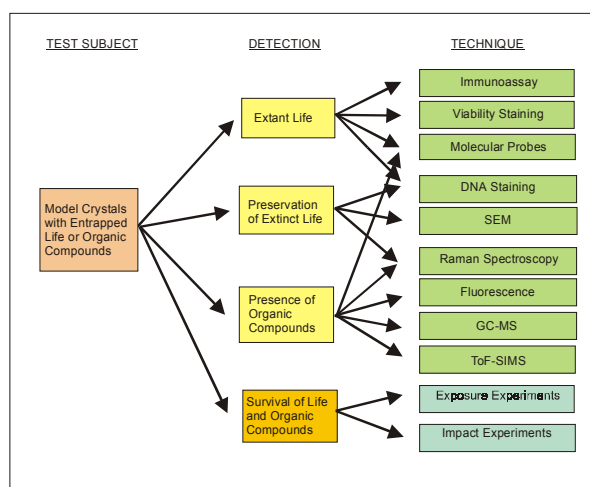 TEST SUBJECT
DETECTION
TECHNIQUE
Model Crystals
with Entrapped
Life or Organic
Compounds
Extant Life
Preservation
of Extinct Life
Presence of
Organic
Compounds
Survival of Life
and Organic
Compounds
Immunoassay
Viability Staining
Molecular Probes
DNA Staining
SEM
Raman Spectroscopy
Fluorescence
GC-MS
ToF-SIMS
Exposure Experiments
Impact Experiments